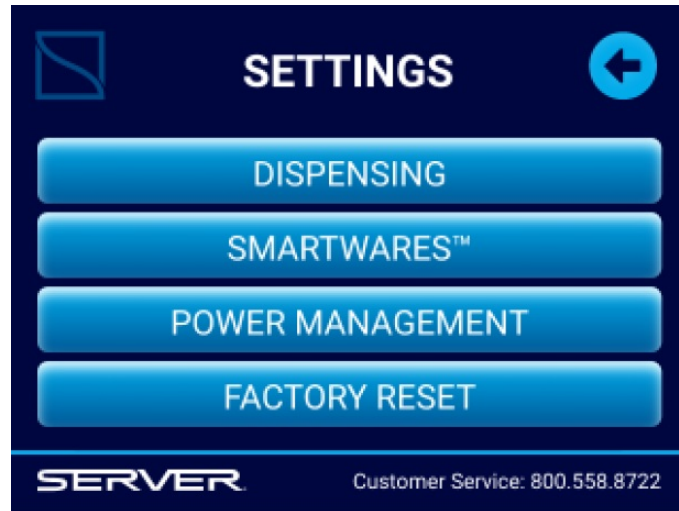 SETTINGS
DISPENSING
SMARTWARES™
POWER MANAGEMENT
FACTORY RESET
SERVER
Customer Service: 800.558.8722